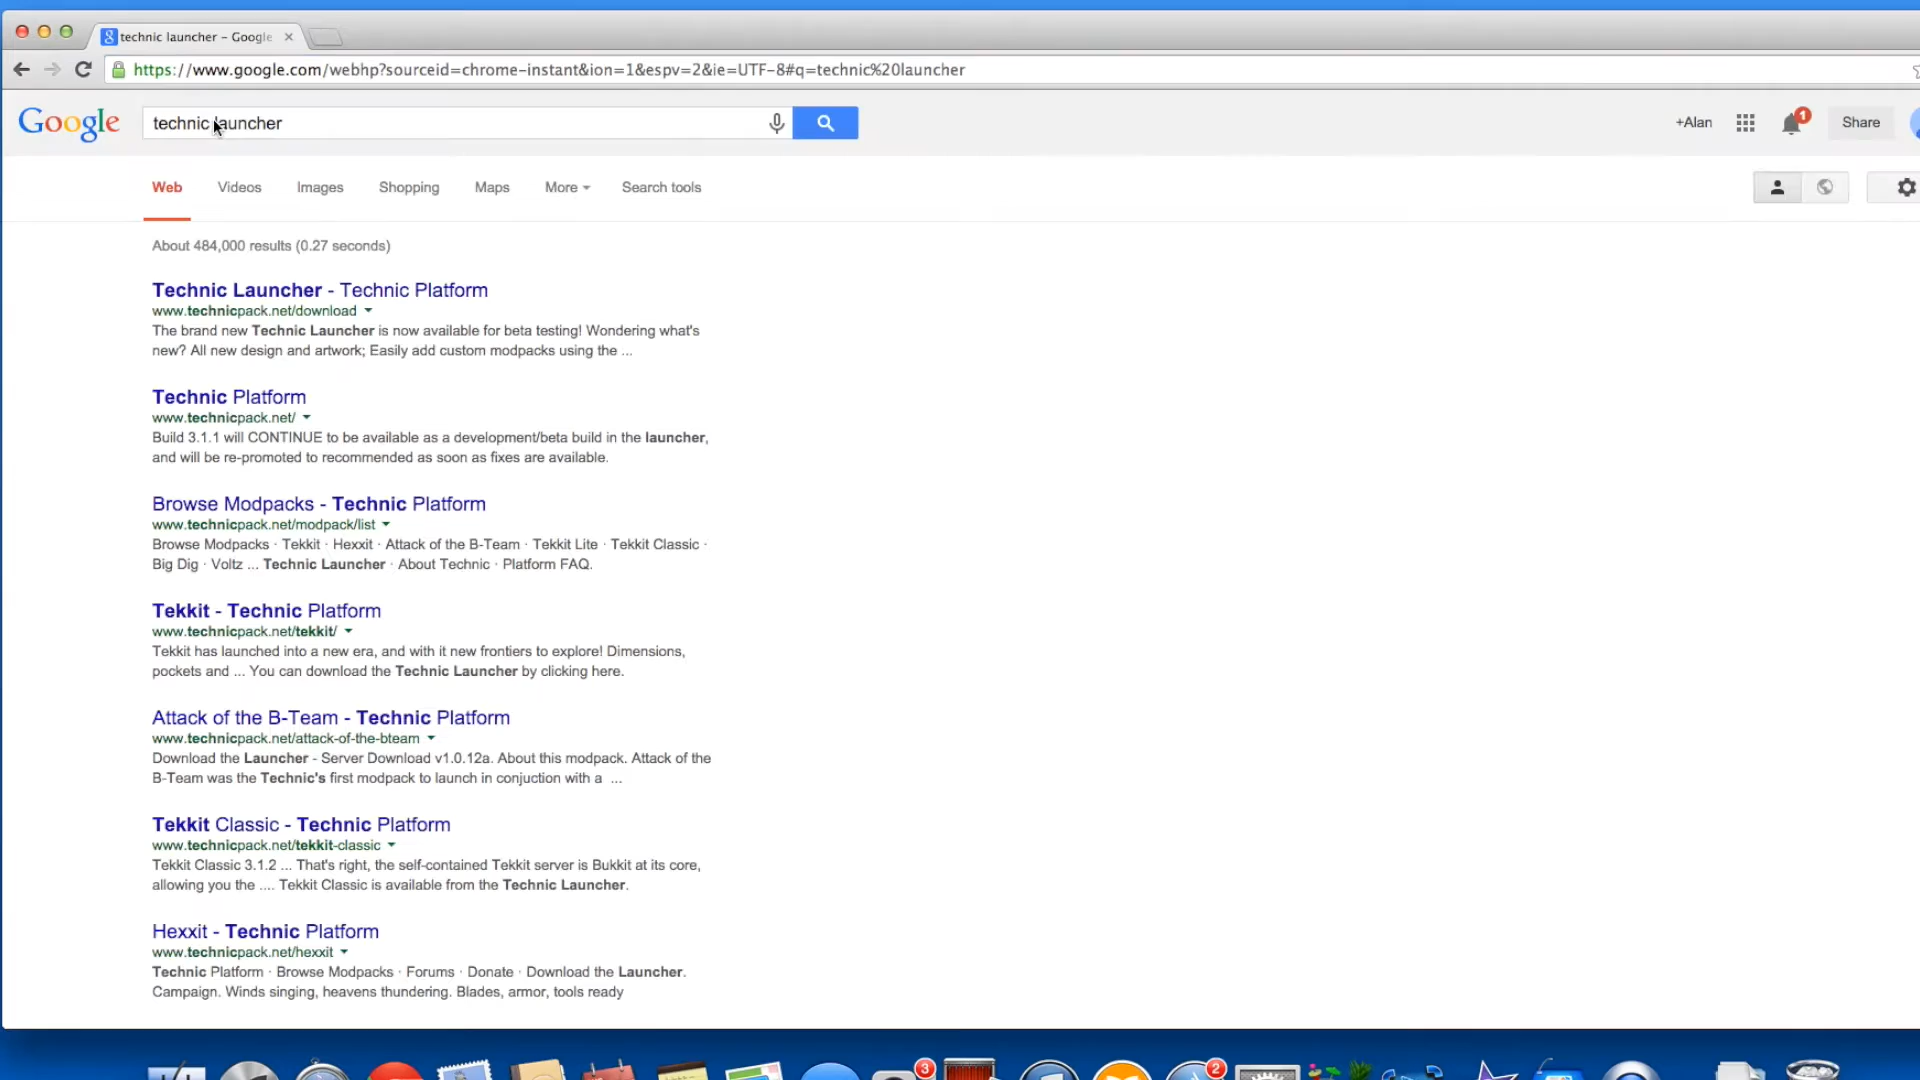 technic launcher - Google
https://www.google.com/webhp?sourceid=chrome-instant&ion=1&espv=2&ie=UTF-8#q=technic%20launcher
Google
technic launcher
+Alan
1
Share
Web
Videos
Images
Shopping
Maps
More
Search tools
About 484,000 results (0.27 seconds)
Technic Launcher - Technic Platform
www.technicpack.net/download
The brand new Technic Launcher is now available for beta testing! Wondering what's
new? All new design and artwork; Easily add custom modpacks using the ...
Technic Platform
www.technicpack.net/
Build 3.1.1 will CONTINUE to be available as a development/beta build in the launcher,
and will be re-promoted to recommended as soon as fixes are available.
Browse Modpacks - Technic Platform
www.technicpack.net/modpack/list
Browse Modpacks · Tekkit · Hexxit · Attack of the B-Team · Tekkit Lite · Tekkit Classic ·
Big Dig · Voltz ... Technic Launcher · About Technic · Platform FAQ.
Tekkit - Technic Platform
www.technicpack.net/tekkit/
Tekkit has launched into a new era, and with it new frontiers to explore! Dimensions,
pockets and ... You can download the Technic Launcher by clicking here.
Attack of the B-Team - Technic Platform
www.technicpack.net/attack-of-the-bteam
Download the Launcher - Server Download v1.0.12a. About this modpack. Attack of the
B-Team was the Technic's first modpack to launch in conjuction with a ...
Tekkit Classic - Technic Platform
www.technicpack.net/tekkit-classic
Tekkit Classic 3.1.2 ... That's right, the self-contained Tekkit server is Bukkit at its core,
allowing you the .... Tekkit Classic is available from the Technic Launcher.
Hexxit - Technic Platform
www.technicpack.net/hexxit
Technic Platform · Browse Modpacks · Forums · Donate · Download the Launcher.
Campaign. Winds singing, heavens thundering. Blades, armor, tools ready
3
2